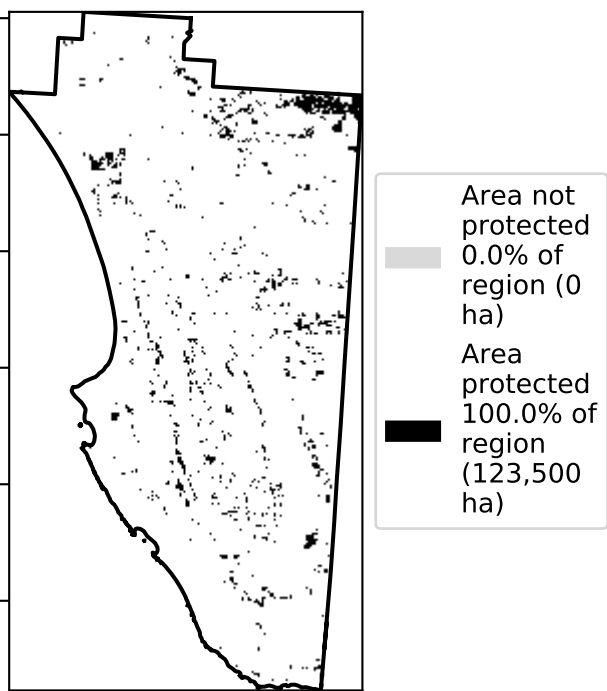 Area not
protected
0.0% of
region (0
ha)
Area
protected
100.0% of
region
(123,500
ha)